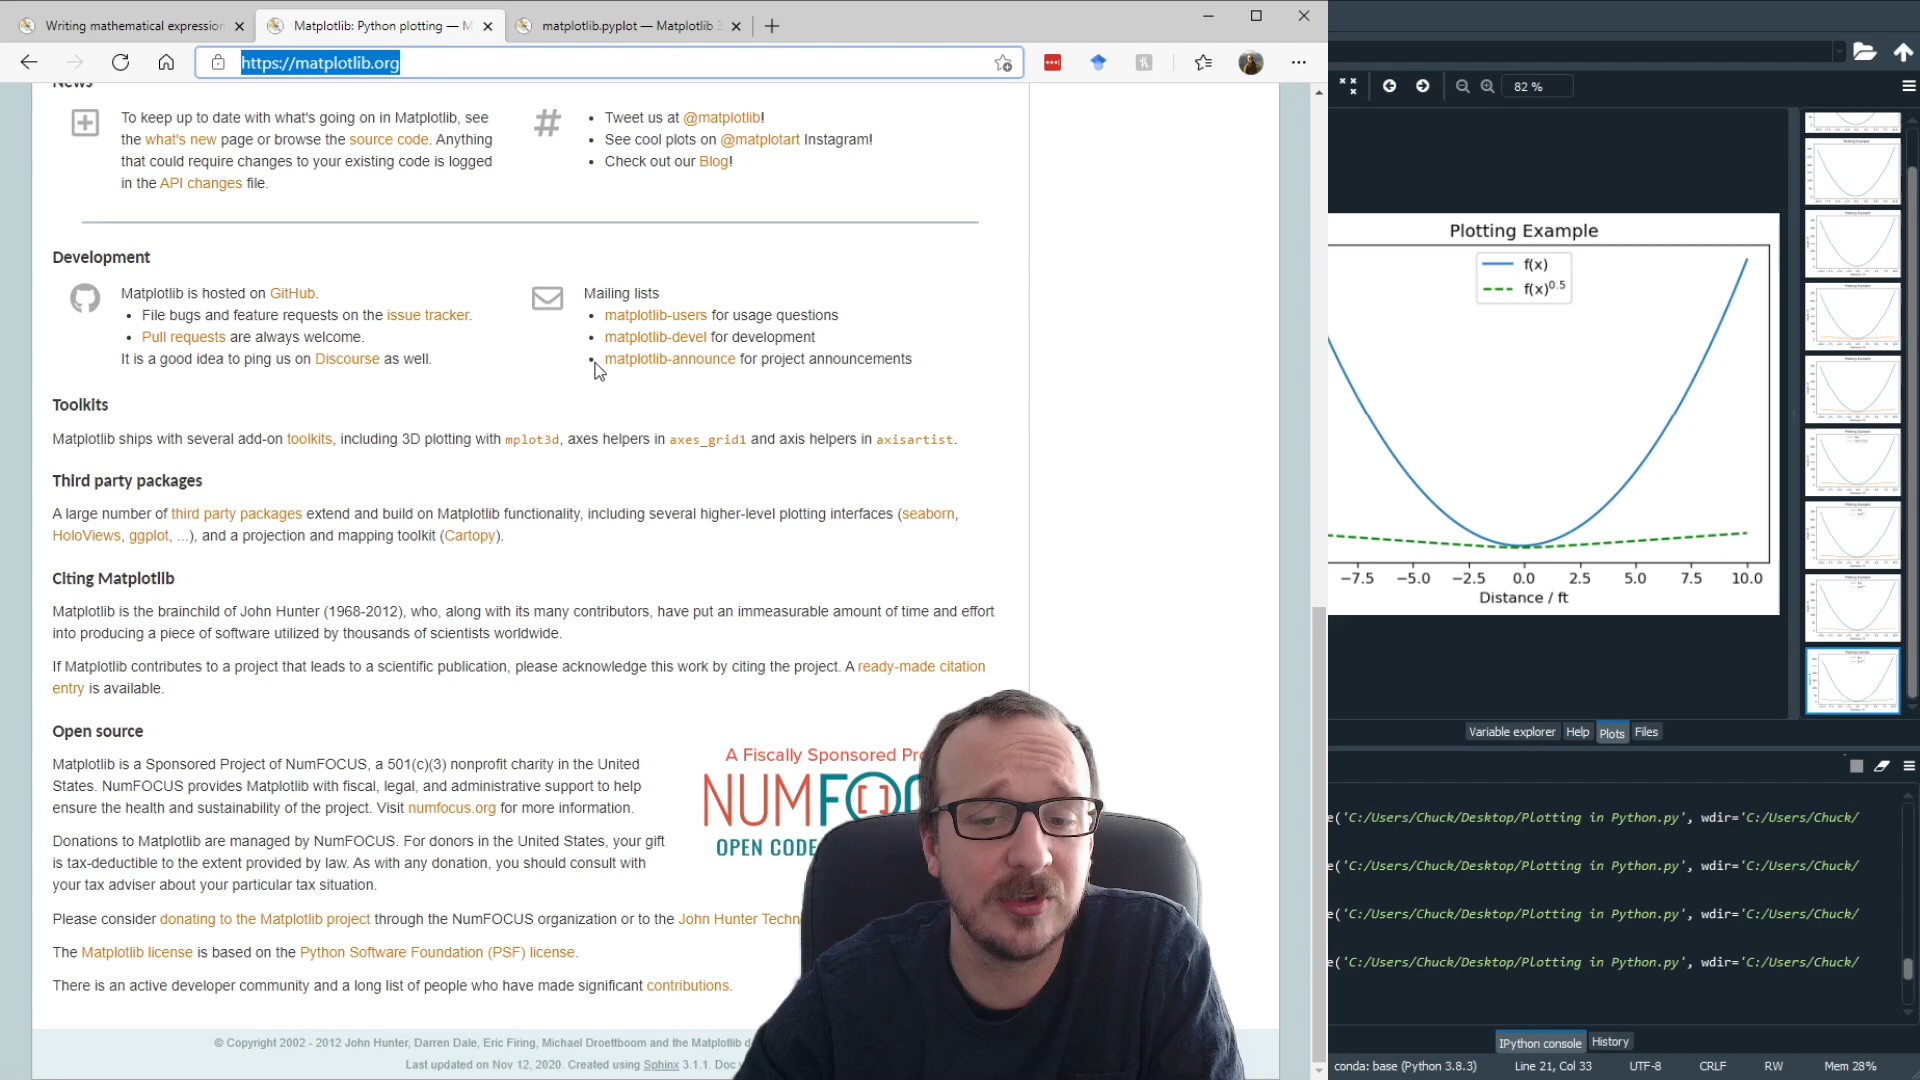 Writing mathematical expression
Matplotlib: Python plotting — M
matplotlib.pyplot — Matplotlib 3
https://matplotlib.org
82 %
News
To keep up to date with what's going on in Matplotlib, see
the what's new page or browse the source code. Anything
that could require changes to your existing code is logged
in the API changes file.
#
• Tweet us at @matplotlib!
• See cool plots on @matplotart Instagram!
• Check out our Blog!
Development
Matplotlib is hosted on GitHub.
• File bugs and feature requests on the issue tracker.
• Pull requests are always welcome.
It is a good idea to ping us on Discourse as well.
Mailing lists
• matplotlib-users for usage questions
• matplotlib-devel for development
• matplotlib-announce for project announcements
Toolkits
Matplotlib ships with several add-on toolkits, including 3D plotting with mplot3d, axes helpers in axes_grid1 and axis helpers in axisartist.
Third party packages
A large number of third party packages extend and build on Matplotlib functionality, including several higher-level plotting interfaces (seaborn,
HoloViews, ggplot, ...), and a projection and mapping toolkit (Cartopy).
Citing Matplotlib
Matplotlib is the brainchild of John Hunter (1968-2012), who, along with its many contributors, have put an immeasurable amount of time and effort
into producing a piece of software utilized by thousands of scientists worldwide.
If Matplotlib contributes to a project that leads to a scientific publication, please acknowledge this work by citing the project. A ready-made citation
entry is available.
Open source
Matplotlib is a Sponsored Project of NumFOCUS, a 501(c)(3) nonprofit charity in the United
States. NumFOCUS provides Matplotlib with fiscal, legal, and administrative support to help
ensure the health and sustainability of the project. Visit numfocus.org for more information.
A Fiscally Sponsored Pro
NUMFO
OPEN CODE
Donations to Matplotlib are managed by NumFOCUS. For donors in the United States, your gift
is tax-deductible to the extent provided by law. As with any donation, you should consult with
your tax adviser about your particular tax situation.
Please consider donating to the Matplotlib project through the NumFOCUS organization or to the John Hunter Techn
The Matplotlib license is based on the Python Software Foundation (PSF) license.
There is an active developer community and a long list of people who have made significant contributions.
© Copyright 2002 - 2012 John Hunter, Darren Dale, Eric Firing, Michael Droettboom and the Matplotlib d
Last updated on Nov 12, 2020. Created using Sphinx 3.1.1. Doc
Plotting Example
f(x)
f(x)^0.5
−7.5 −5.0 −2.5 0.0 2.5 5.0 7.5 10.0
Distance / ft
Variable explorer Help Plots Files
e('C:/Users/Chuck/Desktop/Plotting in Python.py', wdir='C:/Users/Chuck/
e('C:/Users/Chuck/Desktop/Plotting in Python.py', wdir='C:/Users/Chuck/
e('C:/Users/Chuck/Desktop/Plotting in Python.py', wdir='C:/Users/Chuck/
e('C:/Users/Chuck/Desktop/Plotting in Python.py', wdir='C:/Users/Chuck/
IPython console History
conda: base (Python 3.8.3) Line 21, Col 33 UTF-8 CRLF RW Mem 28%